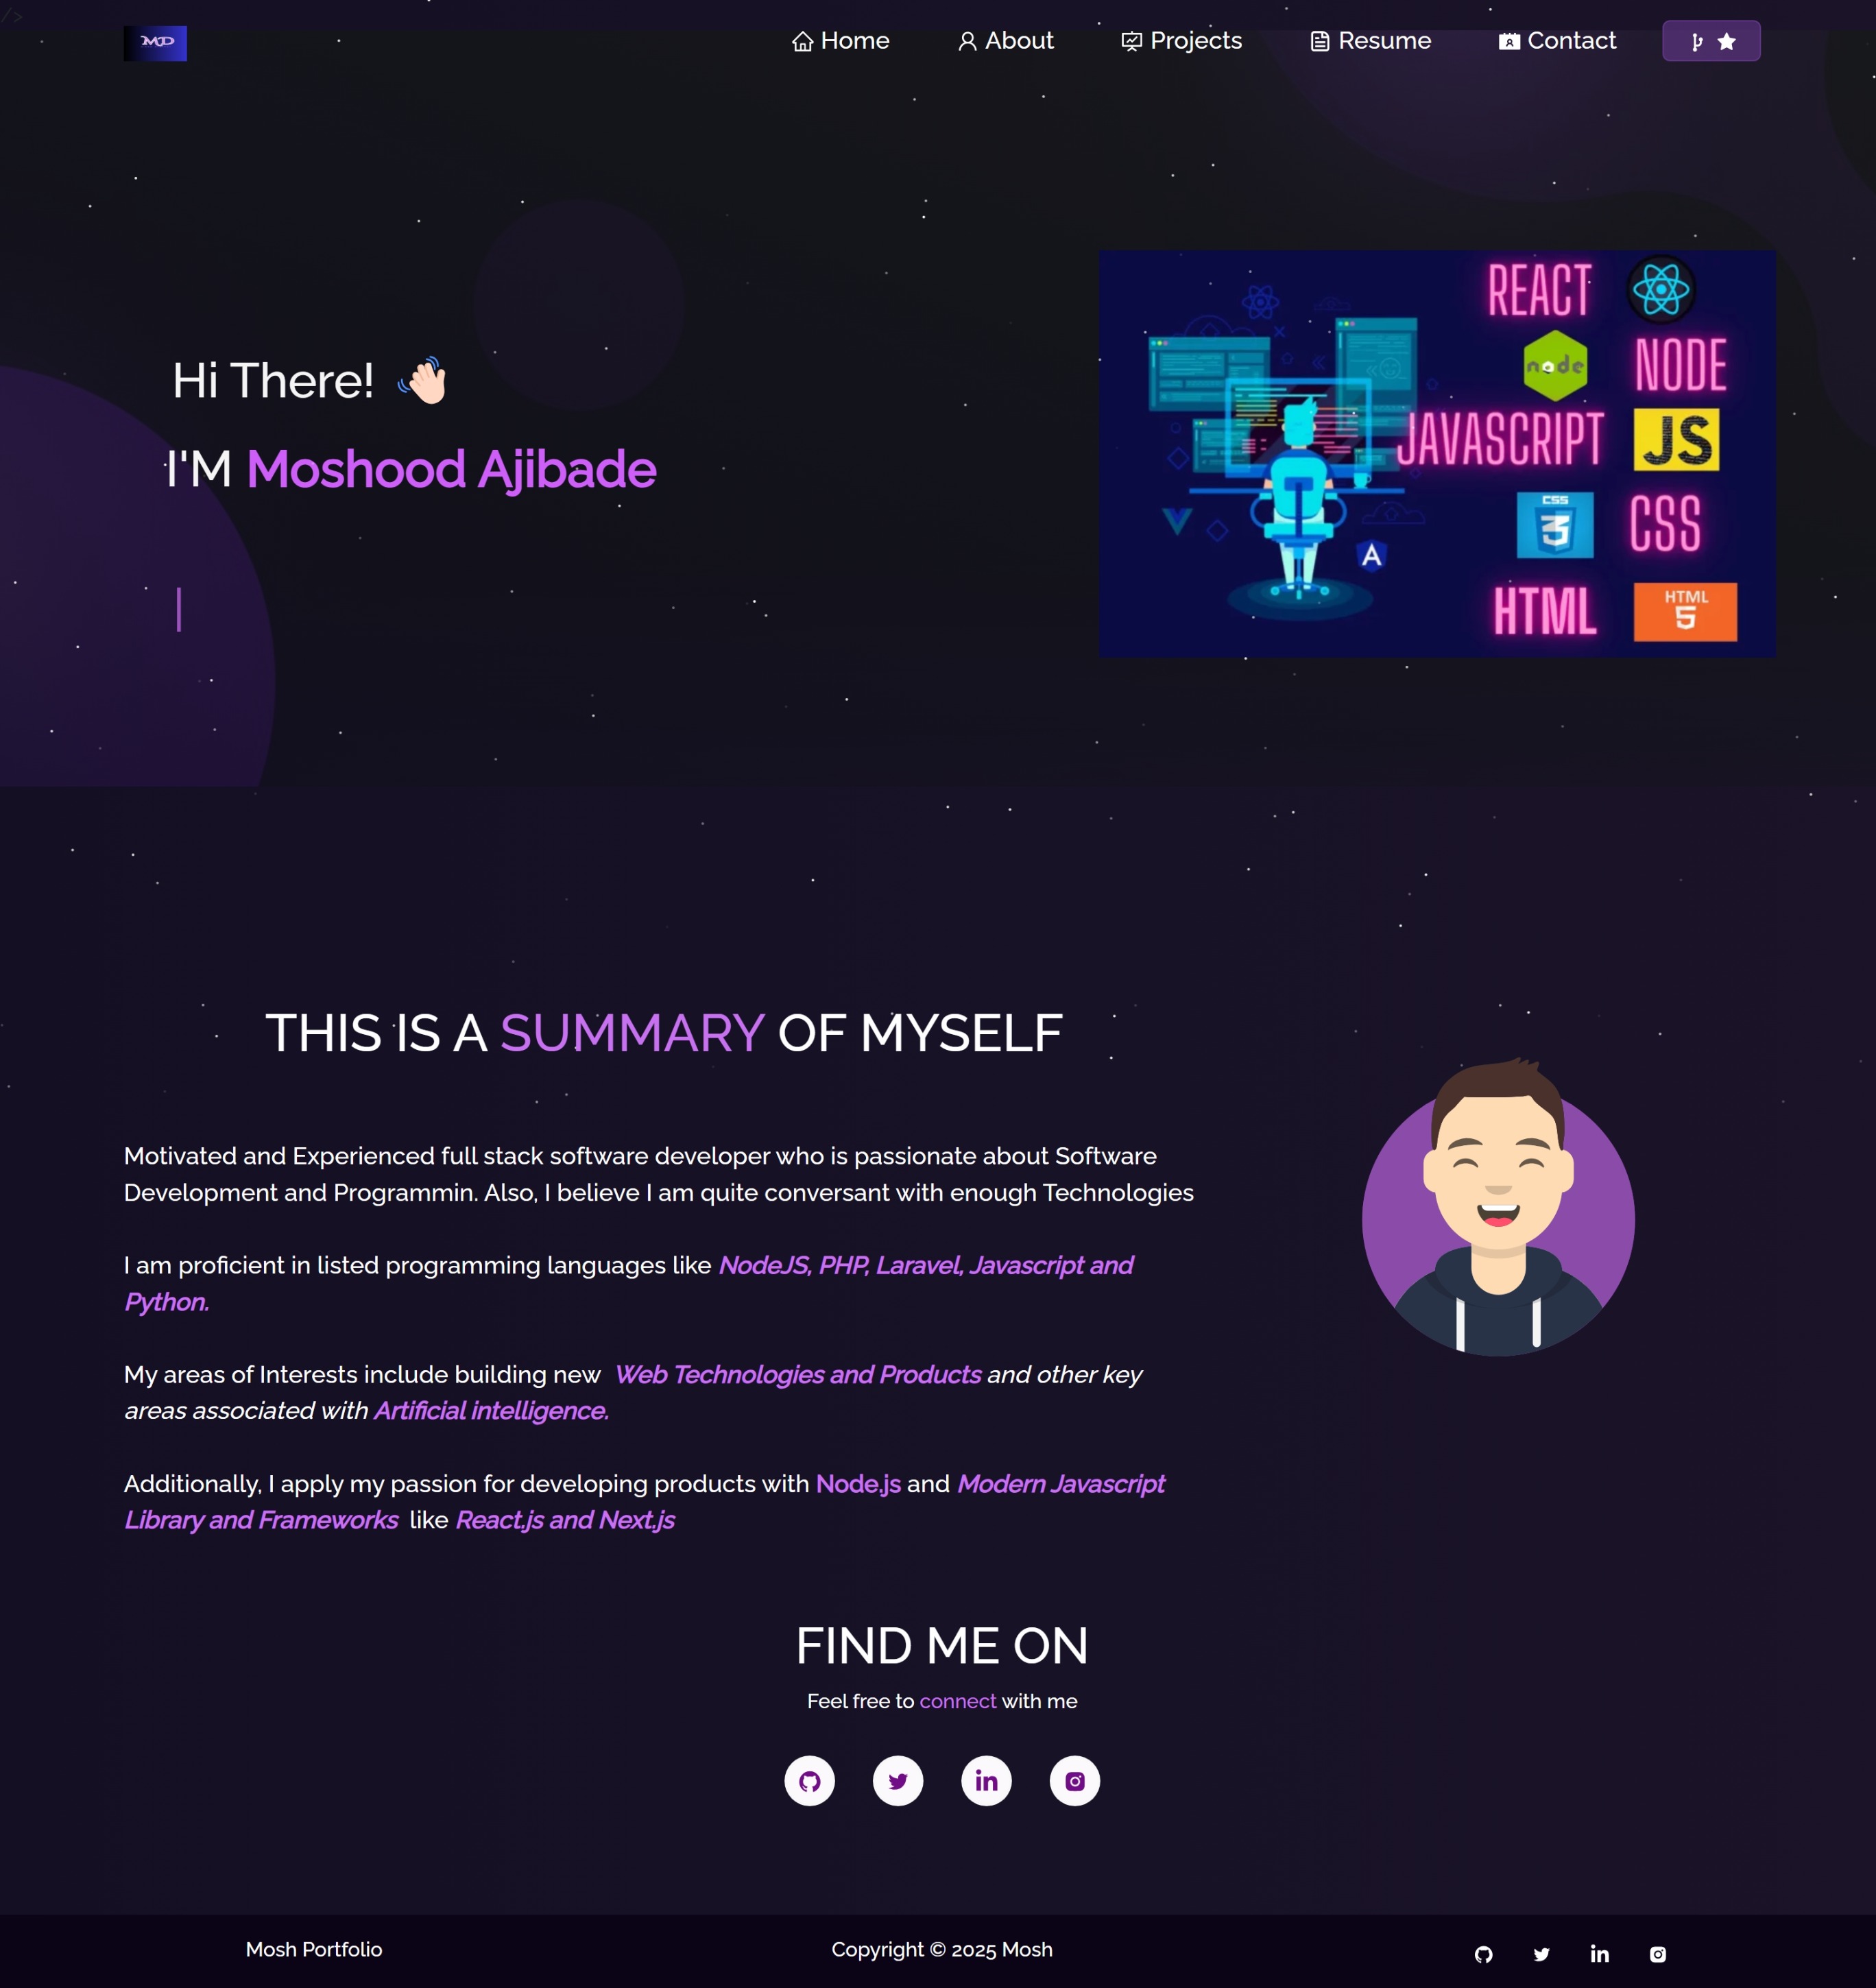 />
MJD
Home
About
Projects
Resume
Contact
Hi There! 👋🏻
I'M Moshood Ajibade
REACT
node
NODE
JAVASCRIPT
JS
CSS
3
CSS
A
HTML
HTML
5
THIS IS A SUMMARY OF MYSELF
Motivated and Experienced full stack software developer who is passionate about Software
Development and Programmin. Also, I believe I am quite conversant with enough Technologies
I am proficient in listed programming languages like NodeJS, PHP, Laravel, Javascript and
Python.
My areas of Interests include building new Web Technologies and Products and other key
areas associated with Artificial intelligence.
Additionally, I apply my passion for developing products with Node.js and Modern Javascript
Library and Frameworks like React.js and Next.js
FIND ME ON
Feel free to connect with me
in
Mosh Portfolio
Copyright © 2025 Mosh
in